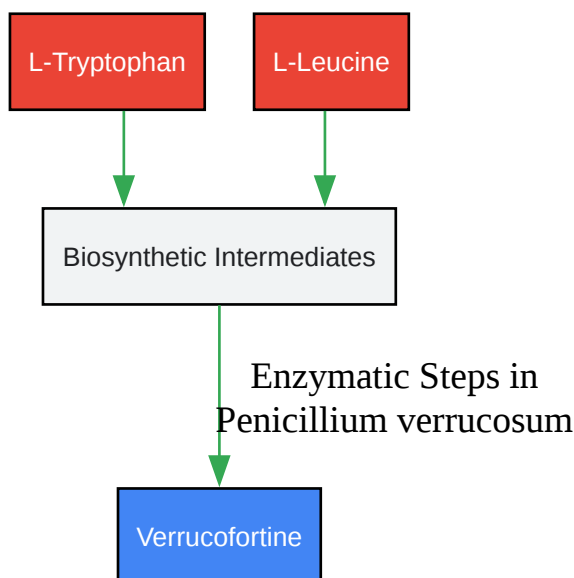 L-Tryptophan
L-Leucine
Biosynthetic Intermediates
Enzymatic Steps in
Penicillium verrucosum
Verrucofortine